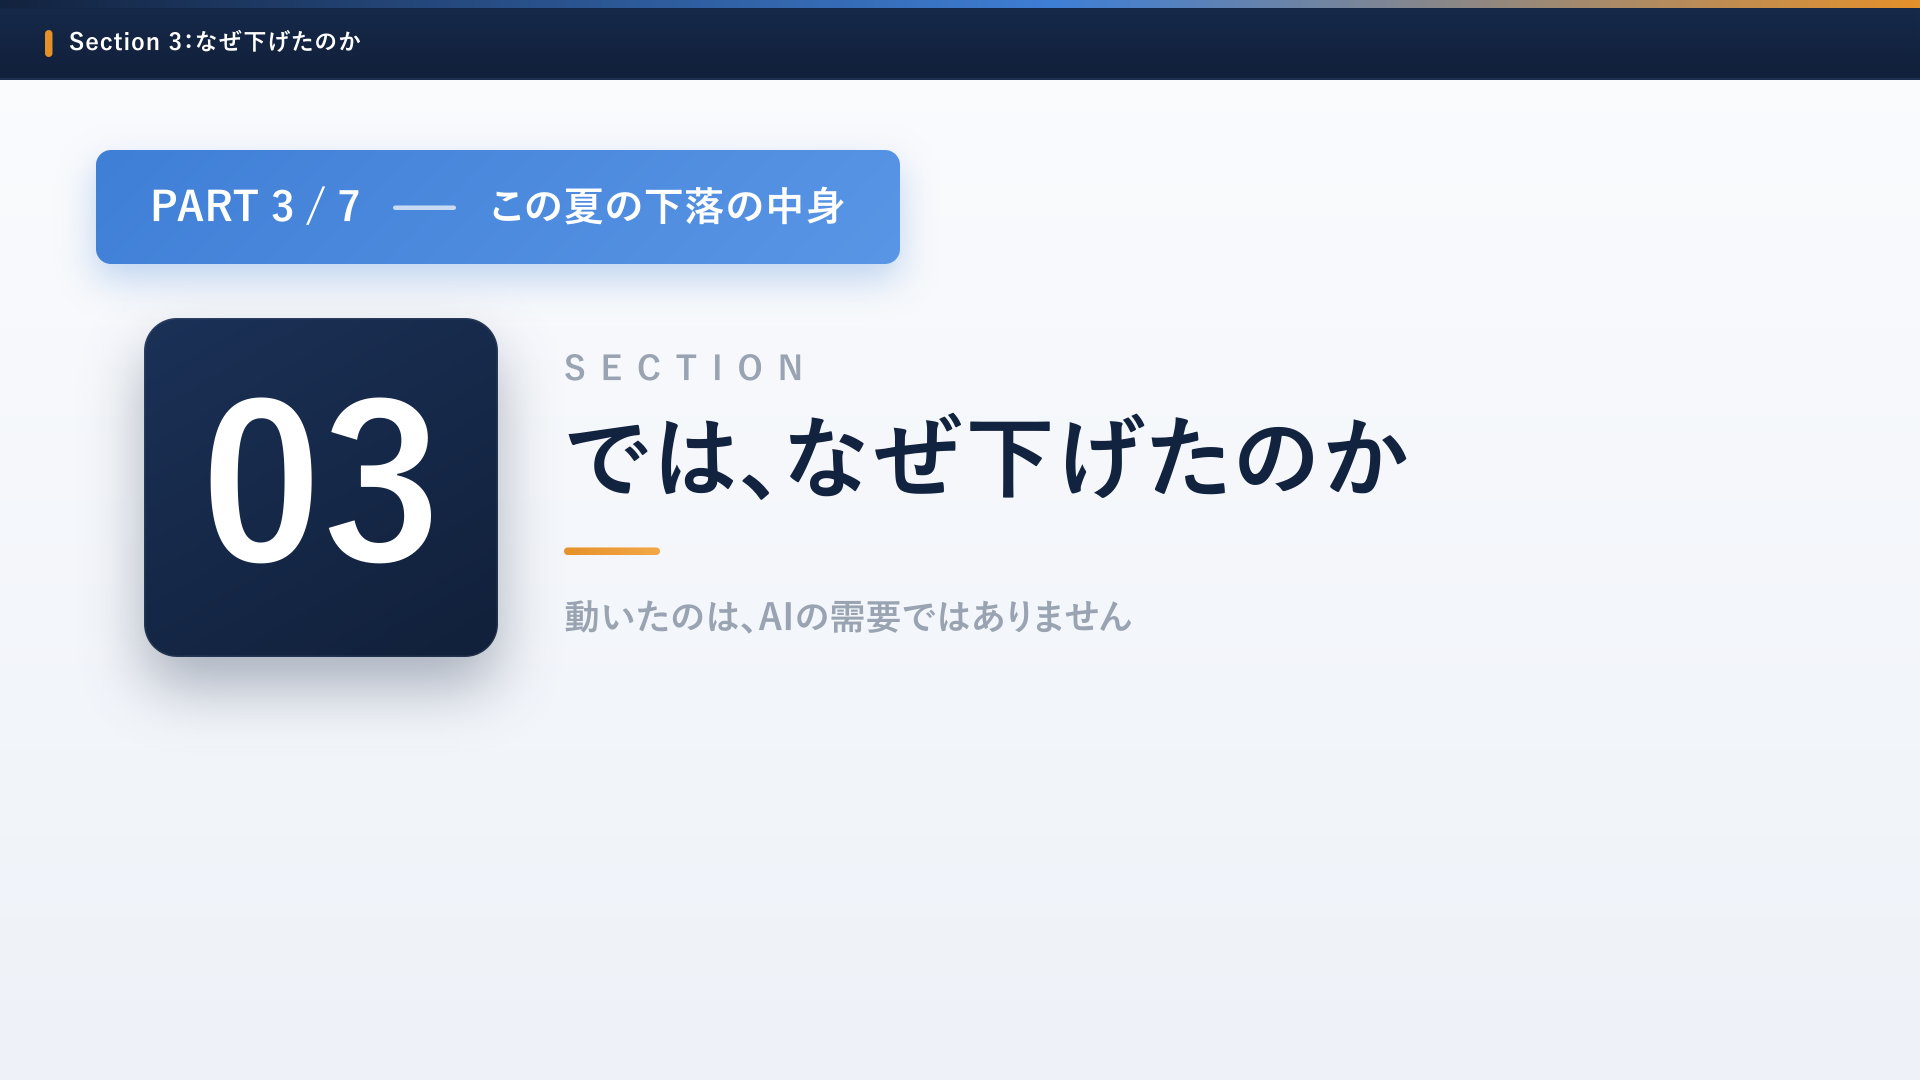 Section 3：なぜ下げたのか
PART 3 / 7 — この夏の下落の中身
03
SECTION
では、なぜ下げたのか
動いたのは、AIの需要ではありません